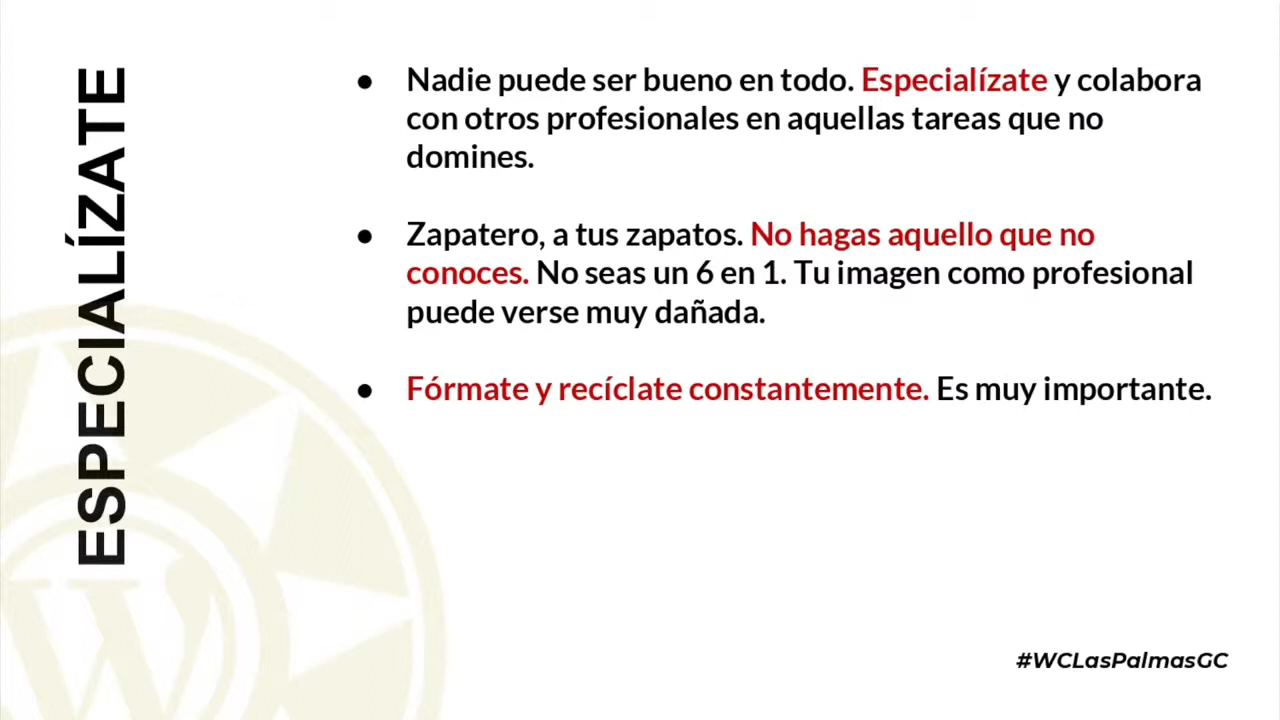 ESPECIALÍZATE
● Nadie puede ser bueno en todo. Especialízate y colabora
con otros profesionales en aquellas tareas que no
domines.
● Zapatero, a tus zapatos. No hagas aquello que no
conoces. No seas un 6 en 1. Tu imagen como profesional
puede verse muy dañada.
● Fórmate y recíclate constantemente. Es muy importante.
W
#WCLasPalmasGC